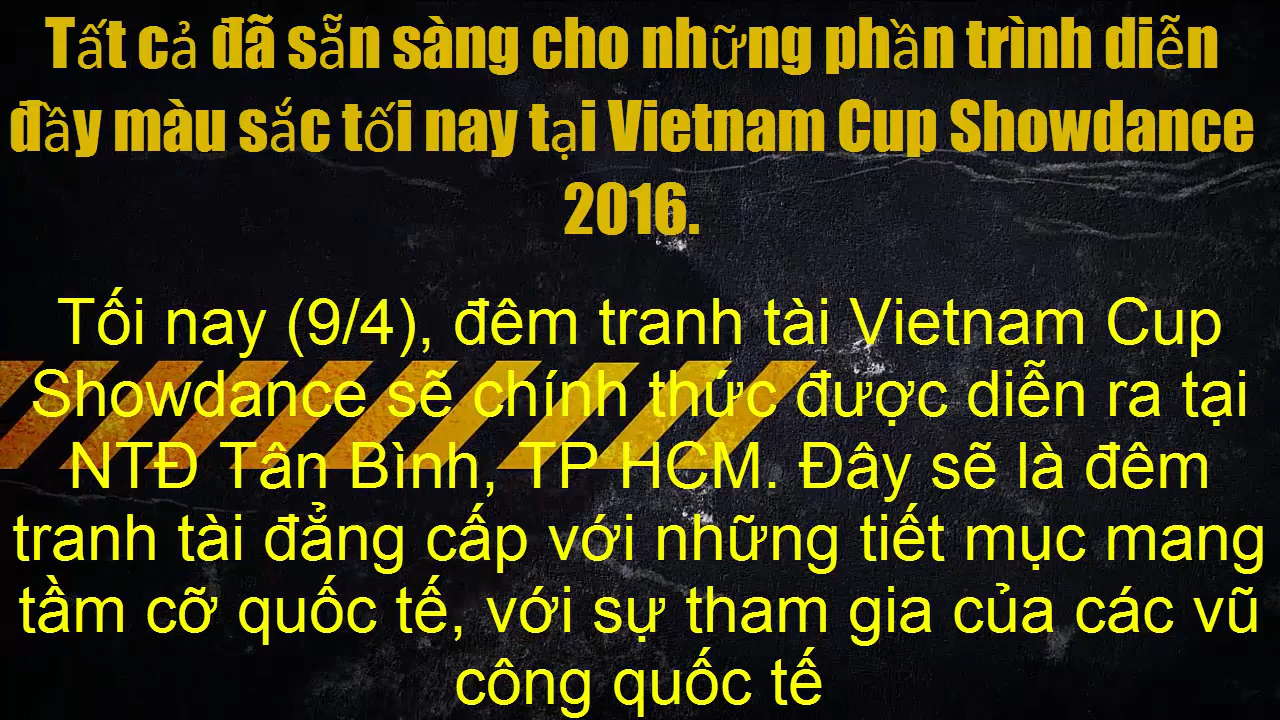 Tất cả đã sẵn sàng cho những phần trình diễn
đầy màu sắc tối nay tại Vietnam Cup Showdance
2016.
Tối nay (9/4), đêm tranh tài Vietnam Cup
Showdance sẽ chính thức được diễn ra tại
NTĐ Tân Bình, TP HCM. Đây sẽ là đêm
tranh tài đẳng cấp với những tiết mục mang
tầm cỡ quốc tế, với sự tham gia của các vũ
công quốc tế